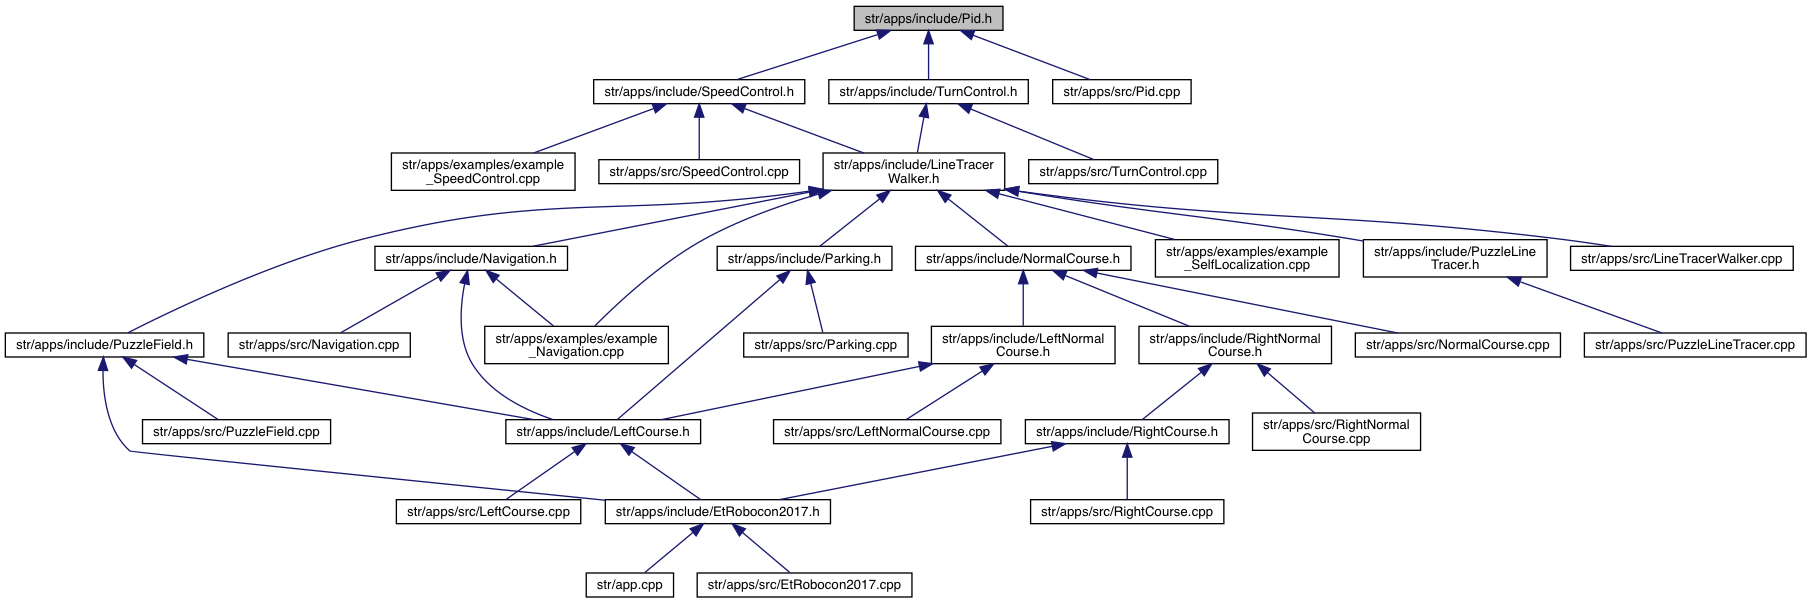 str/apps/include/Pid.h
str/apps/include/SpeedControl.h
str/apps/include/TurnControl.h
str/apps/src/Pid.cpp
str/apps/examples/example
_SpeedControl.cpp
str/apps/src/SpeedControl.cpp
str/apps/include/LineTracer
Walker.h
str/apps/src/TurnControl.cpp
str/apps/include/Navigation.h
str/apps/include/Parking.h
str/apps/include/NormalCourse.h
str/apps/examples/example
_SelfLocalization.cpp
str/apps/include/PuzzleLine
Tracer.h
str/apps/src/LineTracerWalker.cpp
str/apps/include/PuzzleField.h
str/apps/src/Navigation.cpp
str/apps/examples/example
_Navigation.cpp
str/apps/src/Parking.cpp
str/apps/include/LeftNormal
Course.h
str/apps/include/RightNormal
Course.h
str/apps/src/NormalCourse.cpp
str/apps/src/PuzzleLineTracer.cpp
str/apps/src/PuzzleField.cpp
str/apps/include/LeftCourse.h
str/apps/src/LeftNormalCourse.cpp
str/apps/include/RightCourse.h
str/apps/src/RightNormal
Course.cpp
str/apps/src/LeftCourse.cpp
str/apps/include/EtRobocon2017.h
str/apps/src/RightCourse.cpp
str/app.cpp
str/apps/src/EtRobocon2017.cpp